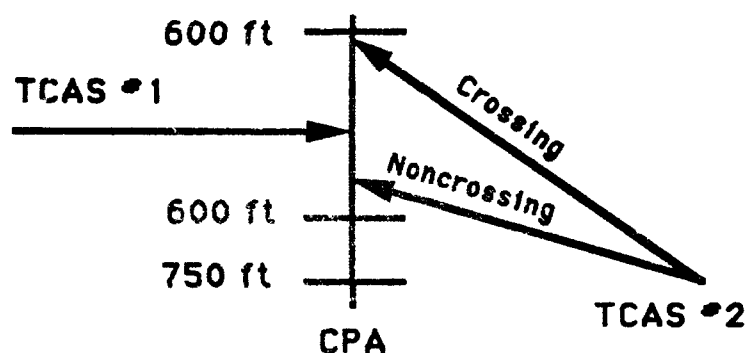 600 ft
TCAS #1
Crossing
Noncrossing
600 ft
750 ft
TCAS #2
CPA